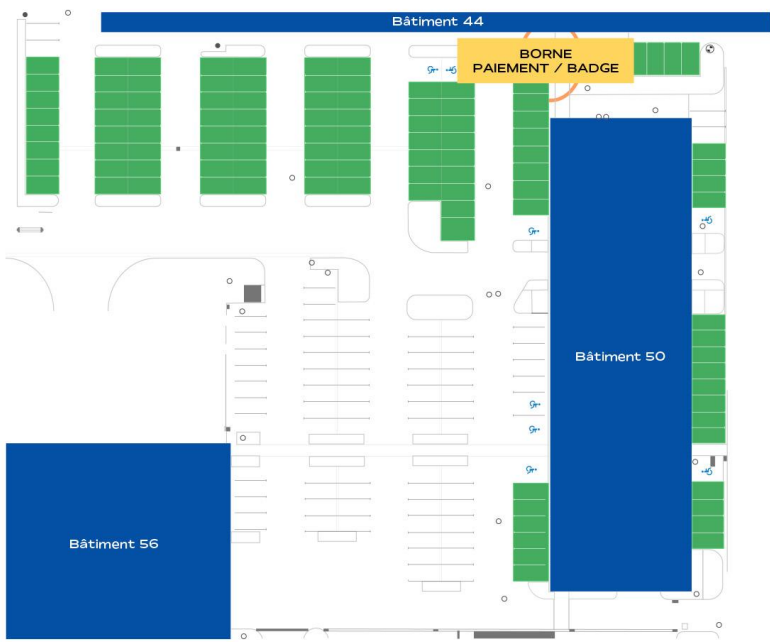 Bâtiment 44
BORNE
PAIEMENT / BADGE
Bâtiment 50
Bâtiment 56